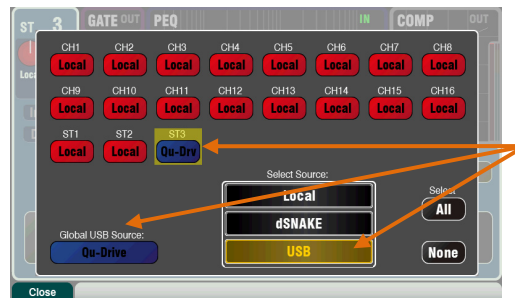 ST 3 GATE OUT PEQ IN COMP OUT
CH1 CH2 CH3 CH4 CH5 CH6 CH7 CH8
Local Local Local Local Local Local Local Local
CH9 CH10 CH11 CH12 CH13 CH14 CH15 CH16
Local Local Local Local Local Local Local Local
ST1 ST2 ST3
Local Local Qu-Drv
Select Source:
Local
dSNAKE
USB
Select
All
None
Global USB Source:
Qu-Drive
Close